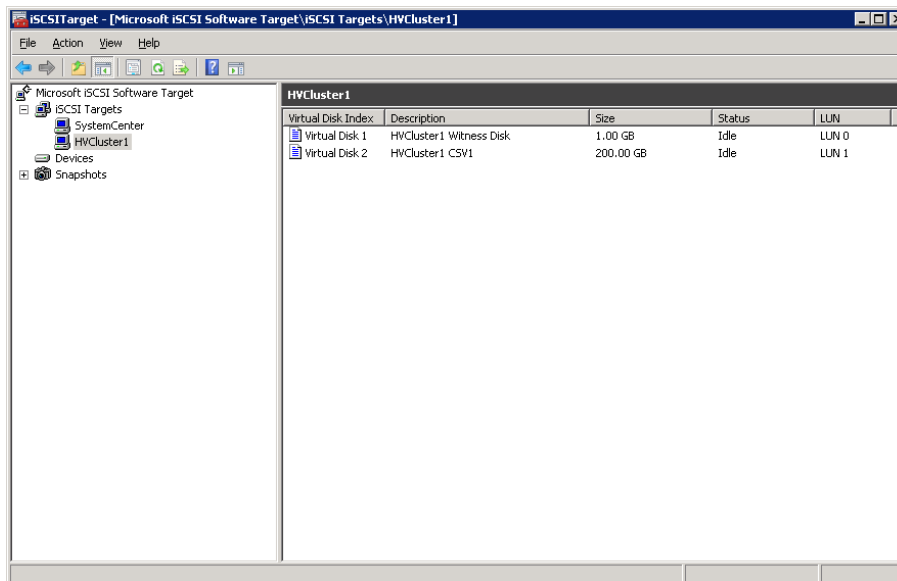 iSCSITarget - [Microsoft iSCSI Software Target\iSCSI Targets\HVCluster1]
File Action View Help
Microsoft iSCSI Software Target
iSCSI Targets
SystemCenter
HVCluster1
Devices
Snapshots
HVCluster1
Virtual Disk Index Description Size Status LUN
Virtual Disk 1 HVCluster1 Witness Disk 1.00 GB Idle LUN 0
Virtual Disk 2 HVCluster1 CSV1 200.00 GB Idle LUN 1